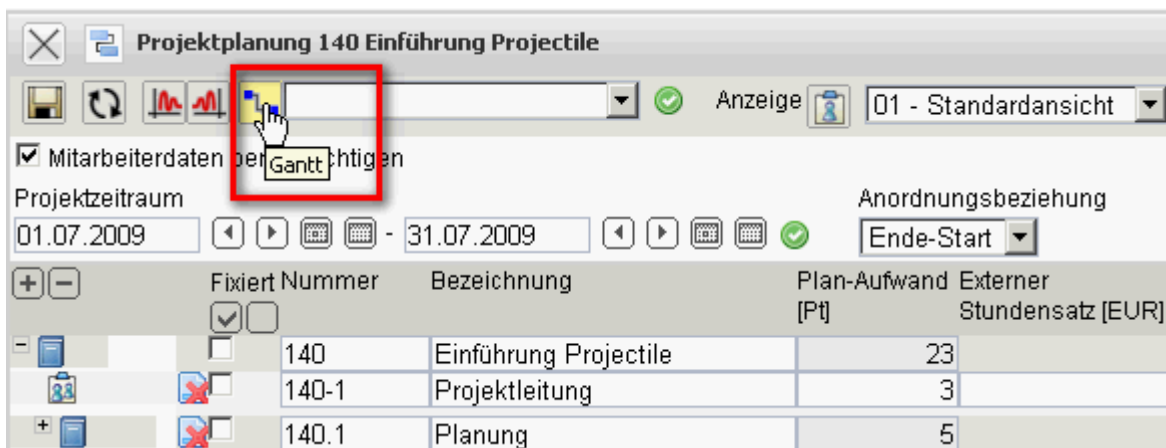 Projektplanung 140 Einführung Projectile
Anzeige 01 - Standardansicht
Mitarbeiterdaten ber chtigen
Gantt
Projektzeitraum Anordnungsbeziehung
01.07.2009 - 31.07.2009 Ende-Start
Fixiert Nummer Bezeichnung Plan-Aufwand Externer
[Pt] Stundensatz [EUR]
140 Einführung Projectile 23
140-1 Projektleitung 3
140.1 Planung 5